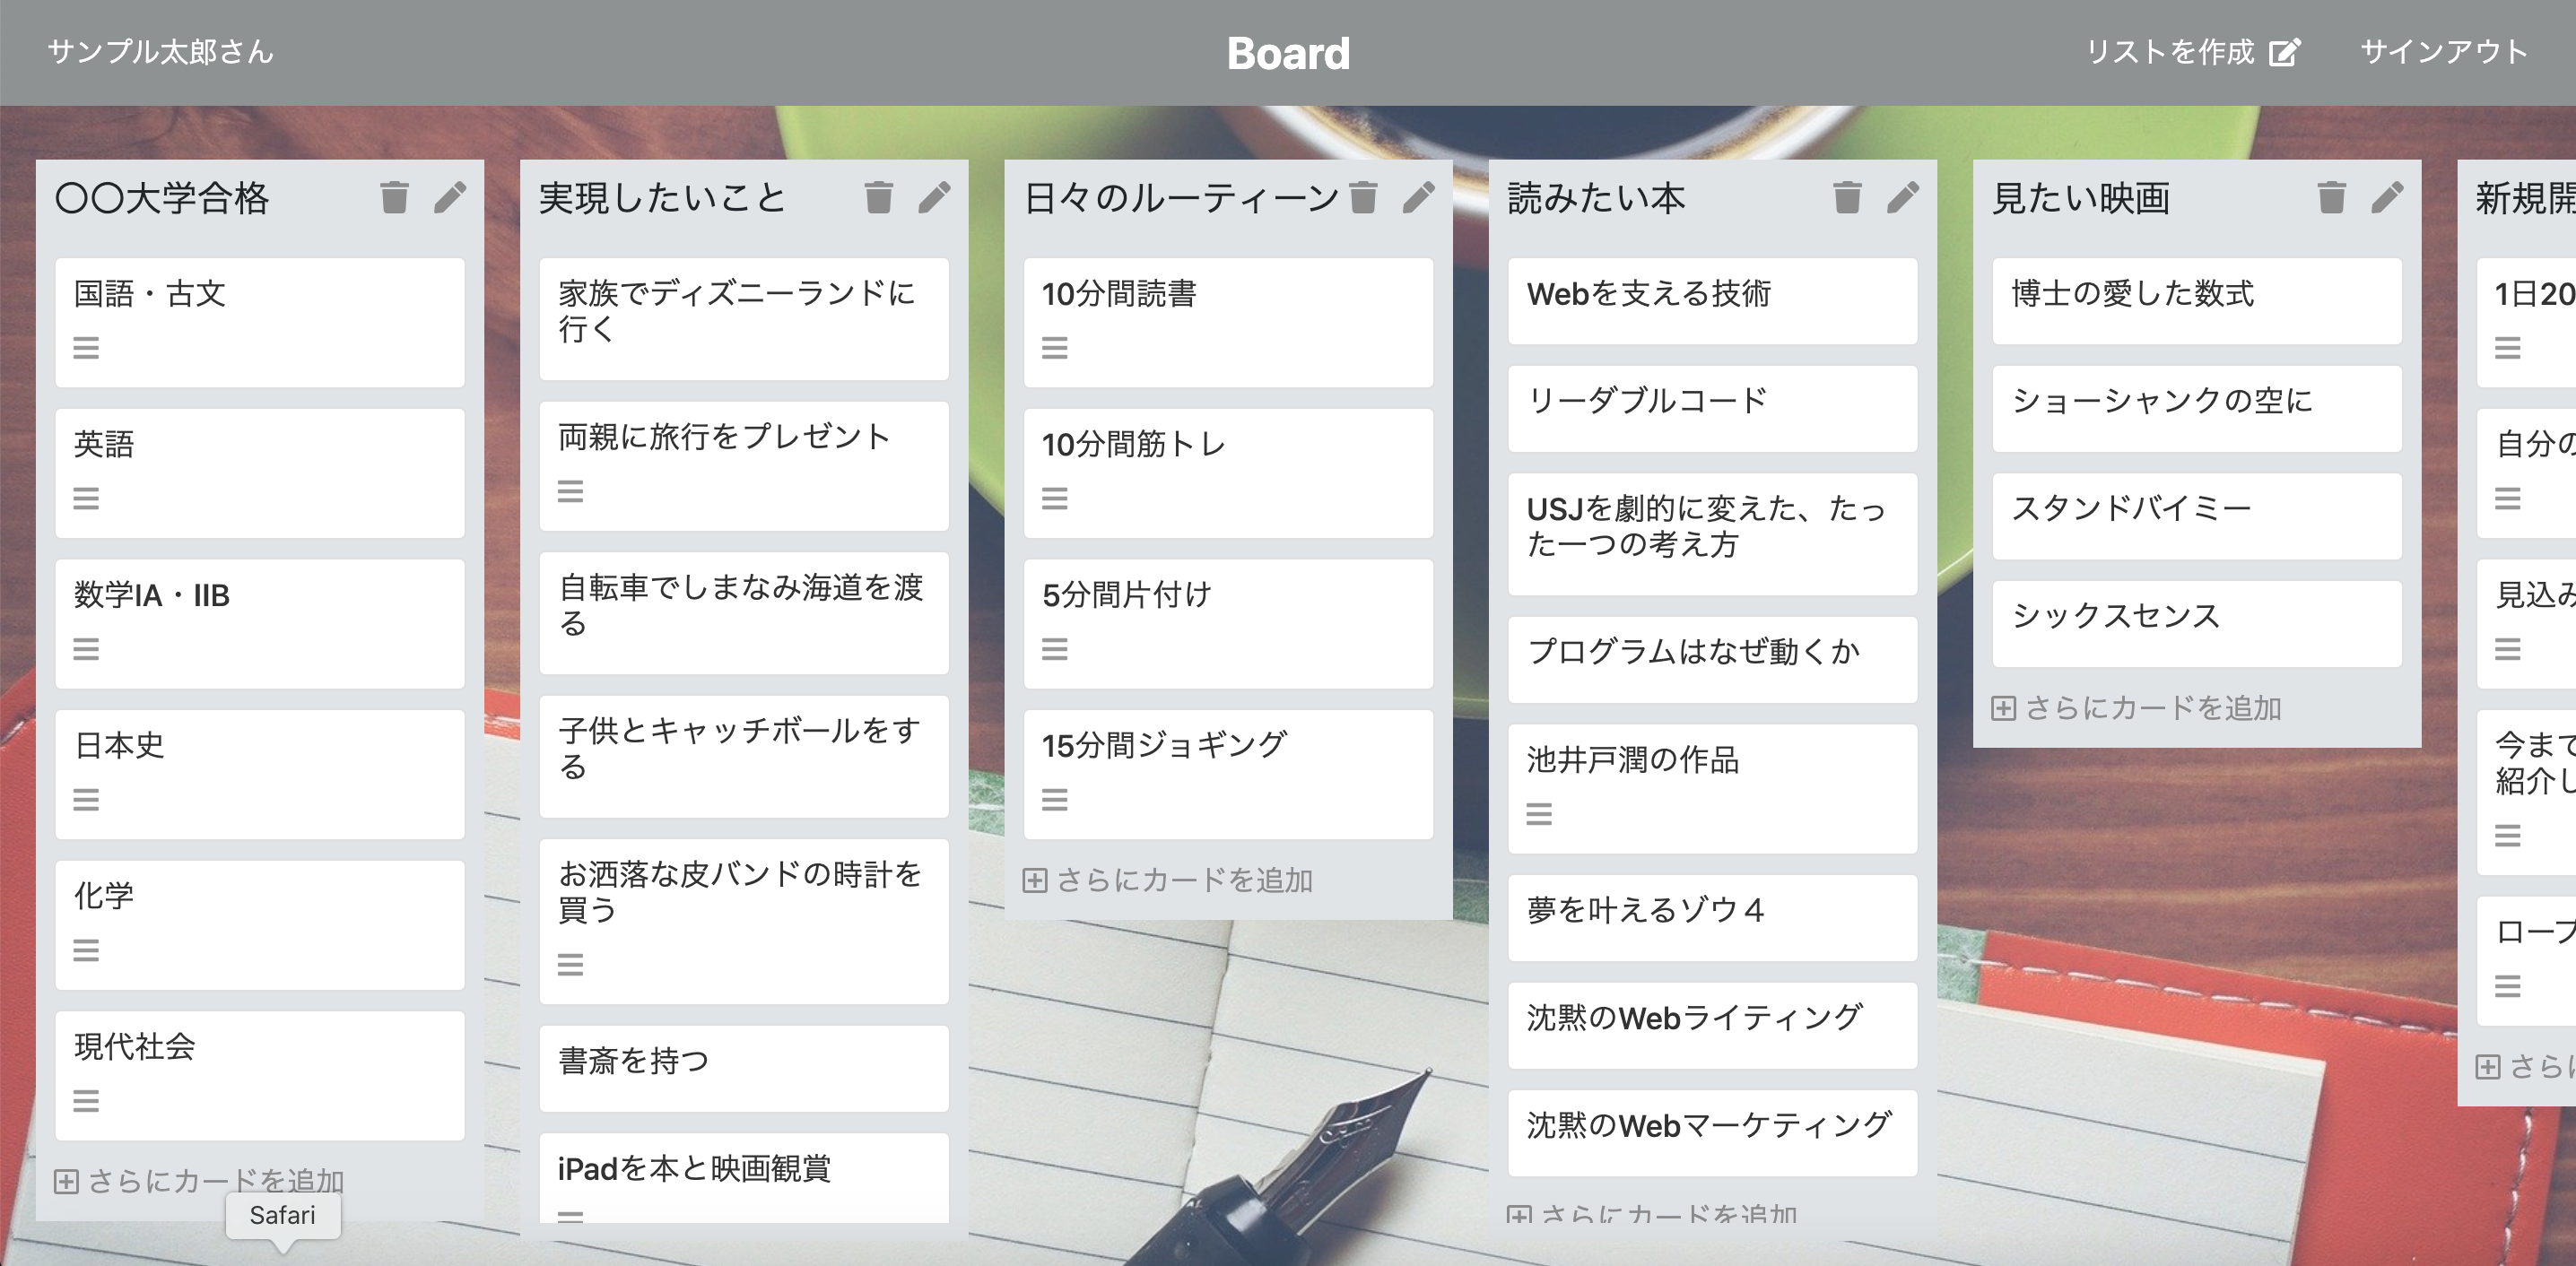 サンプル太郎さん
Board
リストを作成
サインアウト
〇〇大学合格
国語・古文
英語
数学IA・IIB
日本史
化学
現代社会
さらにカードを追加
実現したいこと
家族でディズニーランドに
行く
両親に旅行をプレゼント
自転車でしまなみ海道を渡
る
子供とキャッチボールをす
る
お洒落な皮バンドの時計を
買う
書斎を持つ
iPadを本と映画観賞
日々のルーティーン
10分間読書
10分間筋トレ
5分間片付け
15分間ジョギング
さらにカードを追加
読みたい本
Webを支える技術
リーダブルコード
USJを劇的に変えた、たっ
た一つの考え方
プログラムはなぜ動くか
池井戸潤の作品
夢を叶えるゾウ４
沈黙のWebライティング
沈黙のWebマーケティング
さらにカードを追加
見たい映画
博士の愛した数式
ショーシャンクの空に
スタンドバイミー
シックスセンス
さらにカードを追加
新規開
1日20
自分の
見込み
今まで
紹介し
ロープ
さらに
Safari